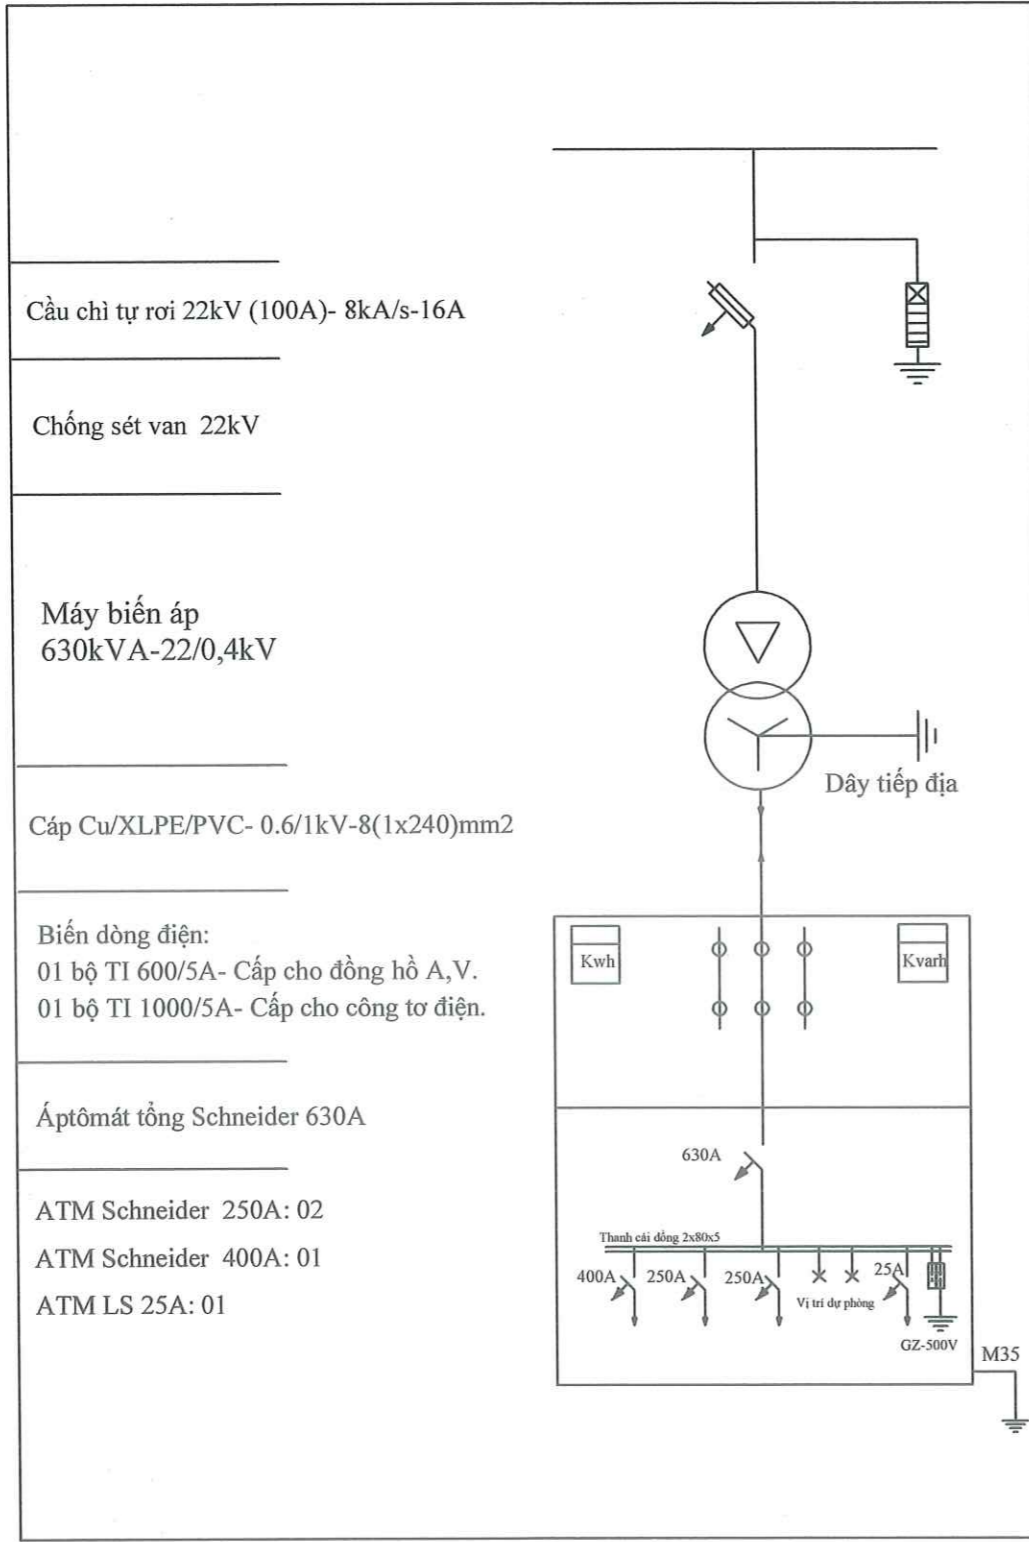 Cầu chì tự rơi 22kV (100A)- 8kA/s-16A
Chống sét van 22kV
Máy biến áp
630kVA-22/0,4kV
Dây tiếp địa
Cáp Cu/XLPE/PVC- 0.6/1kV-8(1x240)mm2
Biến dòng điện:
01 bộ TI 600/5A- Cấp cho đồng hồ A,V.
01 bộ TI 1000/5A- Cấp cho công tơ điện.
Kwh
Kvarh
Áptômát tổng Schneider 630A
630A
ATM Schneider 250A: 02
ATM Schneider 400A: 01
ATM LS 25A: 01
Thanh cái đồng 2x80x5
400A
250A
250A
25A
Vị trí dự phòng
GZ-500V
M35